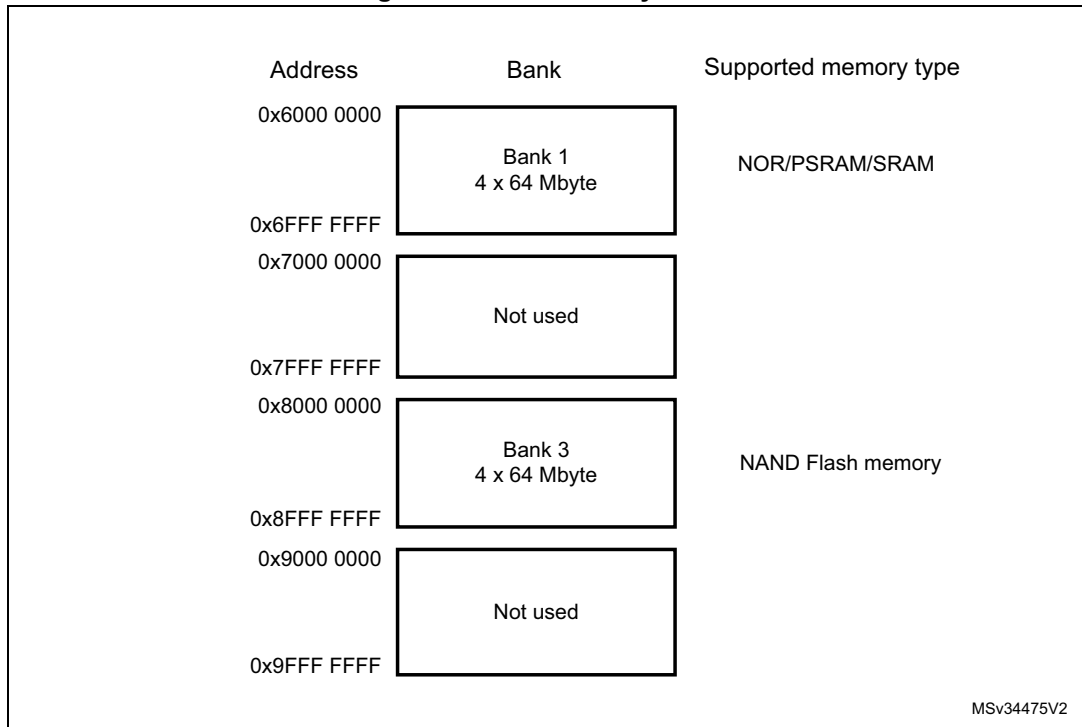 Address Bank Supported memory type
0x6000 0000
Bank 1
4 x 64 Mbyte
NOR/PSRAM/SRAM
0x6FFF FFFF
0x7000 0000
Not used
0x7FFF FFFF
0x8000 0000
Bank 3
4 x 64 Mbyte
NAND Flash memory
0x8FFF FFFF
0x9000 0000
Not used
0x9FFF FFFF
MSv34475V2